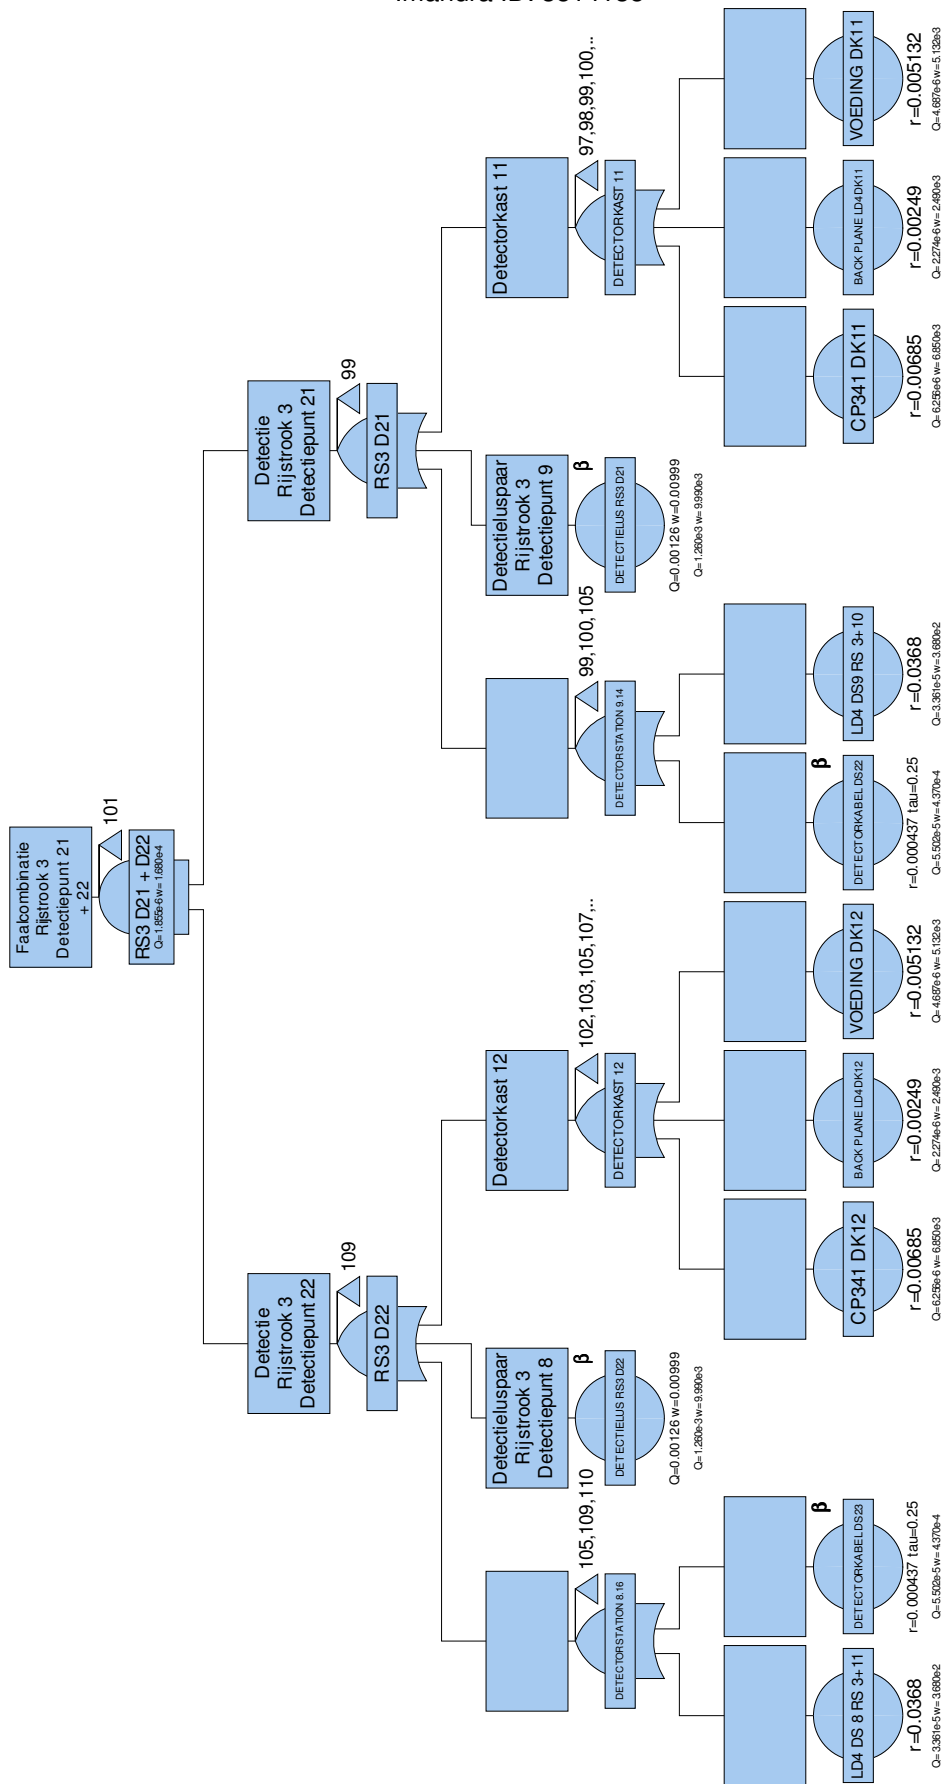 Faalcombinatie
Rijstrook 3
Detectiepunt 21
+ 22
101
RS3 D21 + D22
Q=1.855e-6 w= 1.680e-4
Detectie
Rijstrook 3
Detectiepunt 22
109
RS3 D22
Detectie
Rijstrook 3
Detectiepunt 21
99
RS3 D21
105,109,110
DETECTORSTATION 8.16
Detectieluspaar
Rijstrook 3
Detectiepunt 8
β
DETECTIELUS RS3 D22
Q=0.00126 w=0.00999
Q=1.260e-3 w=9.990e-3
Detectorkast 12
102,103,105,107,..
DETECTORKAST 12
99,100,105
DETECTORSTATION 9.14
Detectieluspaar
Rijstrook 3
Detectiepunt 9
β
DETECTIELUS RS3 D21
Q=0.00126 w=0.00999
Q=1.260e-3 w= 9.990e-3
Detectorkast 11
97,98,99,100,..
DETECTORKAST 11
LD4 DS 8 RS 3+11
r=0.0368
Q=3.361e-5 w=3.680e-2
β
DETECTORKABEL DS23
r=0.000437 tau=0.25
Q=5.502e-5 w=4.370e-4
CP341 DK12
r=0.00685
Q=6.256e-6 w= 6.850e-3
BACK PLANE LD4 DK12
r=0.00249
Q=2.274e-6 w=2.490e-3
VOEDING DK12
r=0.005132
Q=4.687e-6 w=5.132e-3
β
DETECTORKABEL DS22
r=0.000437 tau=0.25
Q=5.502e-5 w=4.370e-4
LD4 DS9 RS 3+10
r=0.0368
Q=3.361e-5 w=3.680e-2
CP341 DK11
r=0.00685
Q=6.256e-6 w= 6.850e-3
BACK PLANE LD4 DK11
r=0.00249
Q=2.274e-6 w=2.490e-3
VOEDING DK11
r=0.005132
Q=4.687e-6 w=5.132e-3